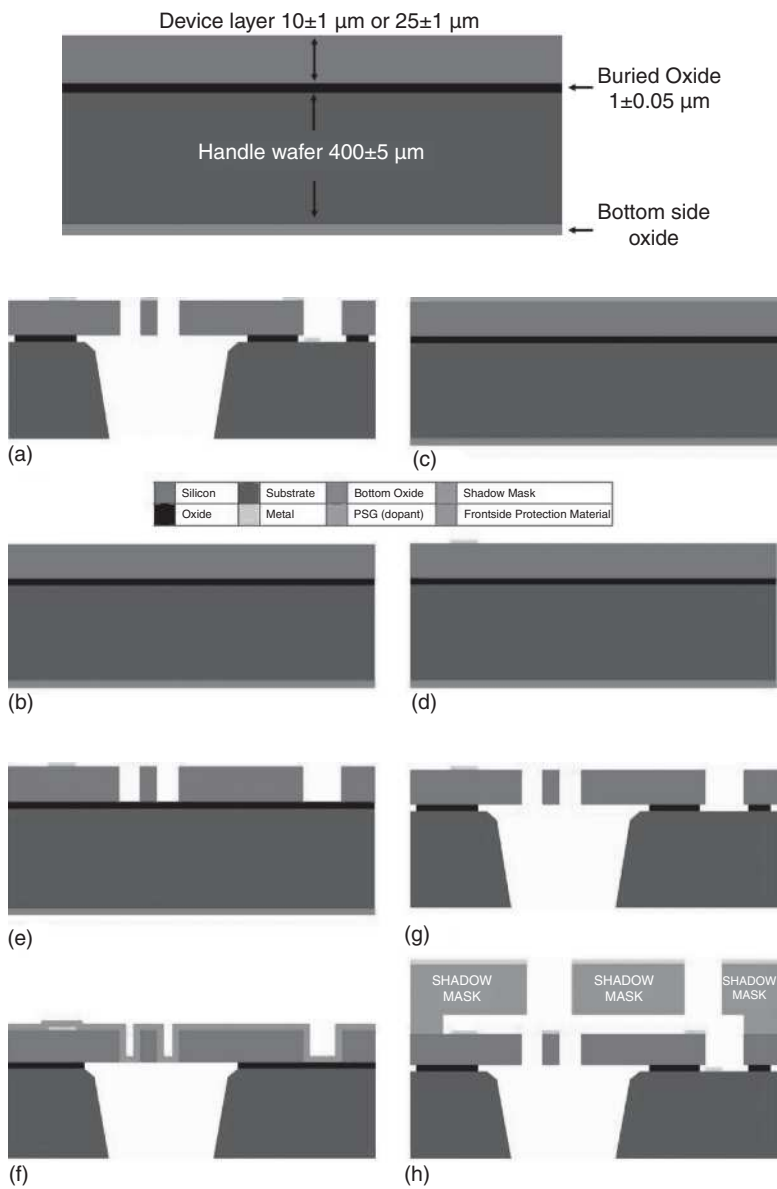 Device layer 10±1 µm or 25±1 µm
Buried Oxide
1±0.05 µm
Handle wafer 400±5 µm
Bottom side
oxide
(a)
(c)
Silicon Substrate Bottom Oxide Shadow Mask
Oxide Metal PSG (dopant) Frontside Protection Material
(b)
(d)
(e)
(g)
SHADOW
MASK
SHADOW
MASK
SHADOW
MASK
(f)
(h)